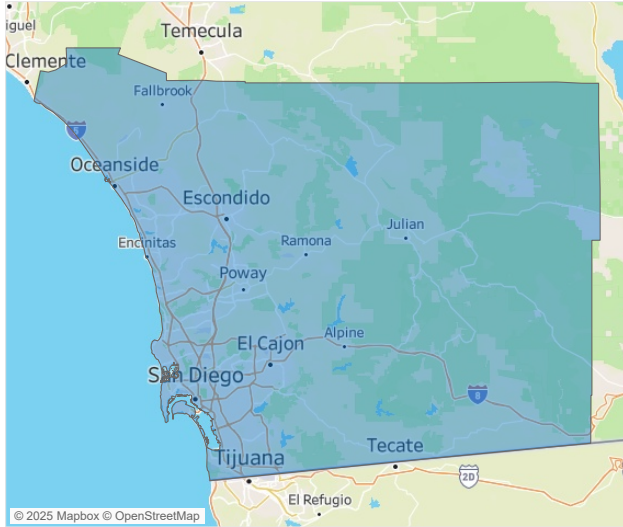 iguel
Temecula
Clemente
Fallbrook
5
Oceanside
Escondido
Julian
Encinitas
Ramona
Poway
Alpine
El Cajon
San Diego
8
Tecate
Tijuana
2D
El Refugio
© 2025 Mapbox © OpenStreetMap